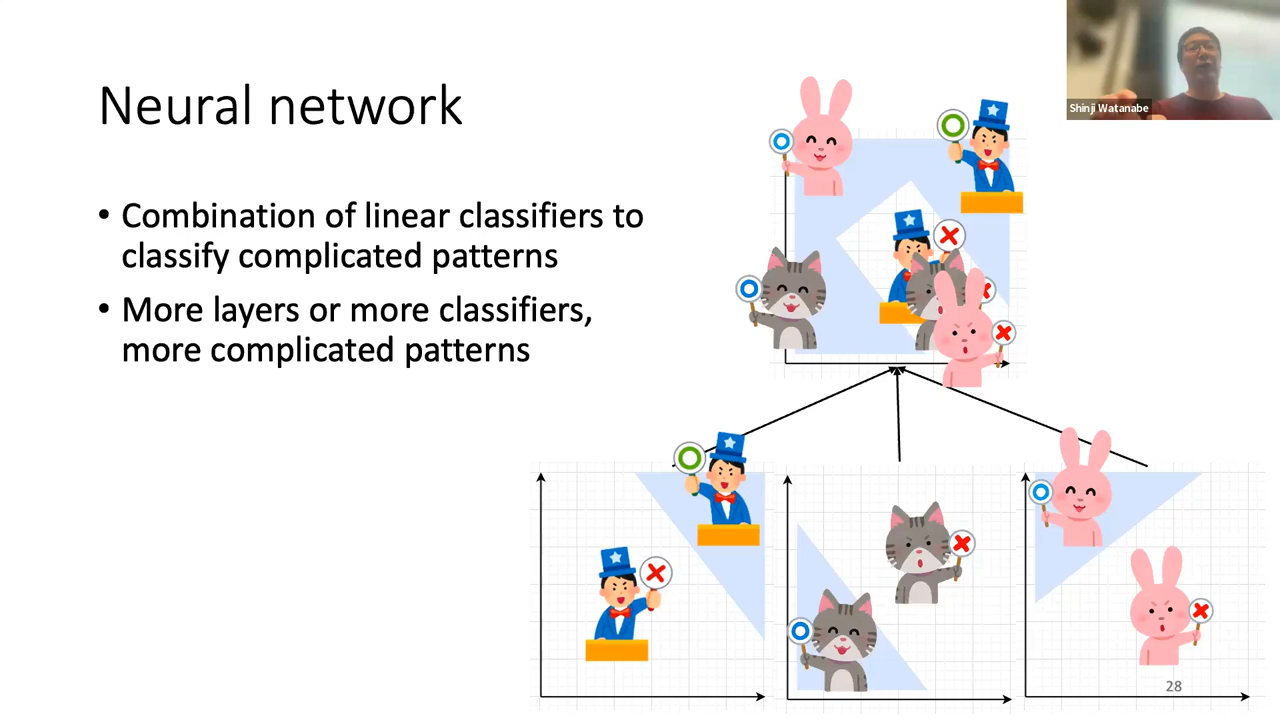 Neural network
• Combination of linear classifiers to
classify complicated patterns
• More layers or more classifiers,
more complicated patterns
Shinji Watanabe
28